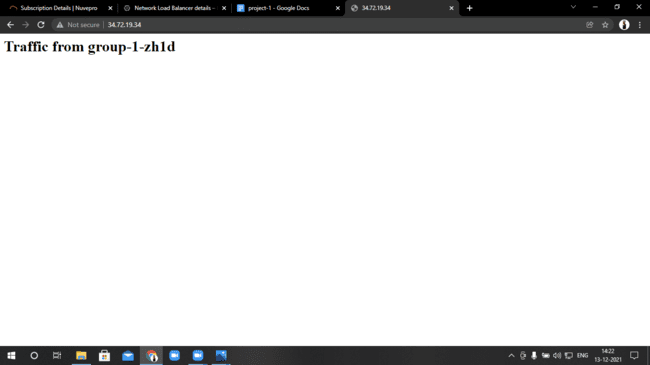 Subscription Details | Nuvepro
Network Load Balancer details -
project-1 - Google Docs
34.72.19.34
Not secure | 34.72.19.34
Traffic from group-1-zh1d
ENG
14:22
13-12-2021